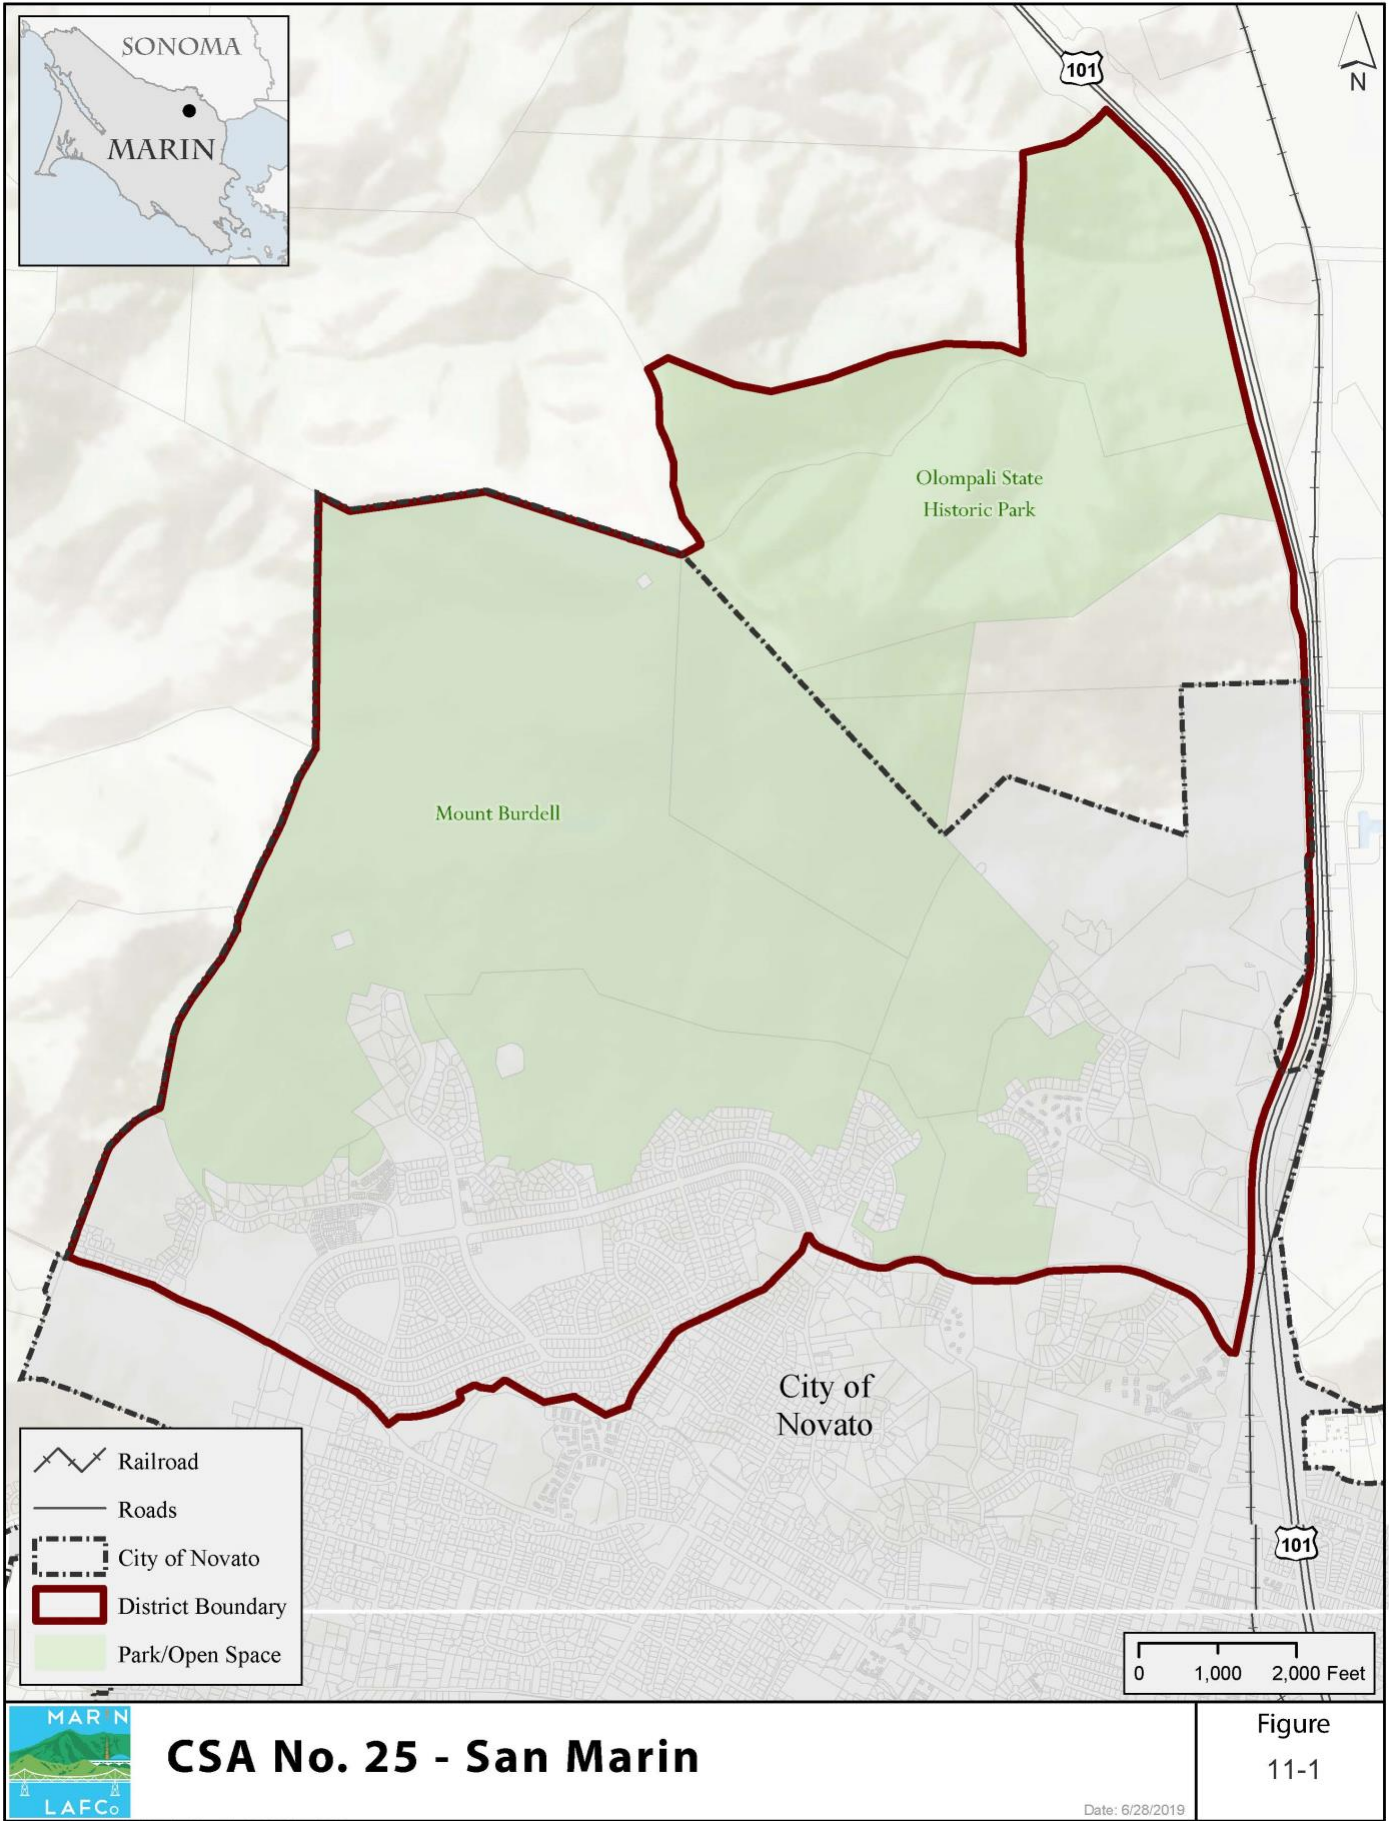 SONOMA
MARIN
101
N
Olompali State
Historic Park
Mount Burdell
City of
Novato
101
Railroad
Roads
City of Novato
District Boundary
Park/Open Space
0 1,000 2,000 Feet
MARIN
LAFCo
CSA No. 25 - San Marin
Date: 6/28/2019
Figure
11-1